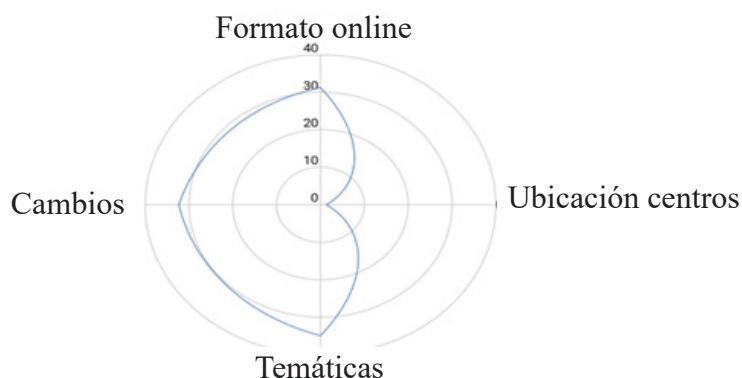 Formato online
40
30
20
10
0
Cambios
Ubicación centros
Temáticas